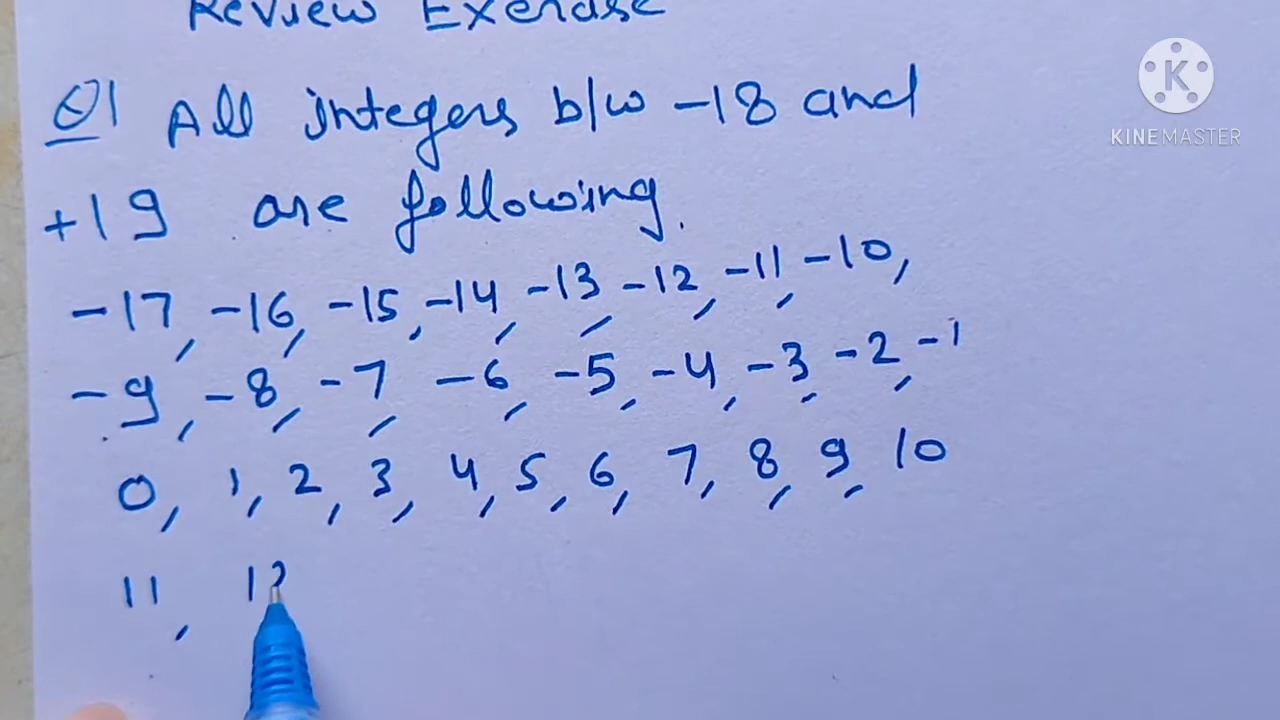 Review Exercise
Q1 All integers b/w -18 and
+19 are following.
-17, -16, -15, -14, -13, -12, -11, -10,
-9, -8, -7, -6, -5, -4, -3, -2, -1
0, 1, 2, 3, 4, 5, 6, 7, 8, 9, 10
11, 12
K
KINEMASTER